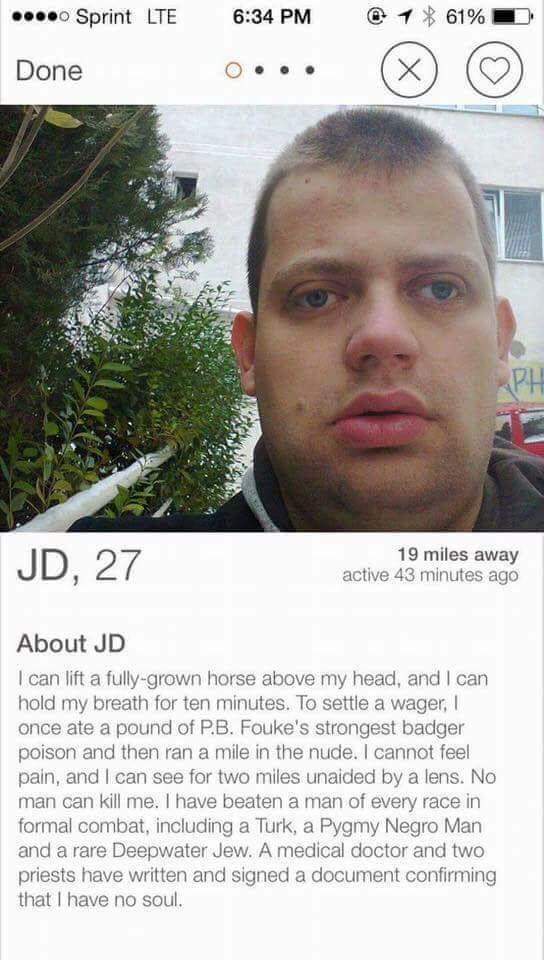 Sprint LTE 6:34 PM 61%
Done
PH
JD, 27
19 miles away
active 43 minutes ago
About JD
I can lift a fully-grown horse above my head, and I can
hold my breath for ten minutes. To settle a wager, I
once ate a pound of P.B. Fouke's strongest badger
poison and then ran a mile in the nude. I cannot feel
pain, and I can see for two miles unaided by a lens. No
man can kill me. I have beaten a man of every race in
formal combat, including a Turk, a Pygmy Negro Man
and a rare Deepwater Jew. A medical doctor and two
priests have written and signed a document confirming
that I have no soul.